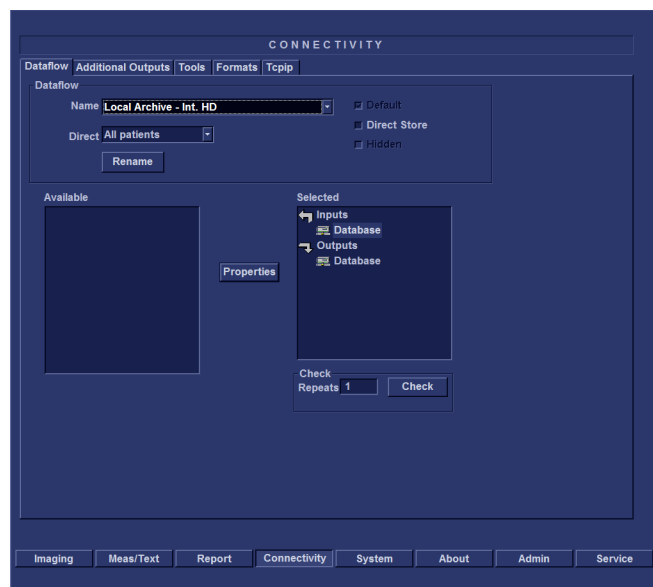 CONNECTIVITY
Dataflow Additional Outputs Tools Formats Tcpip
Dataflow
Name Local Archive - Int. HD Default
Direct All patients Direct Store
Hidden
Rename
Available Selected
Inputs
Database
Outputs
Database
Properties
Check
Repeats 1 Check
Imaging Meas/Text Report Connectivity System About Admin Service